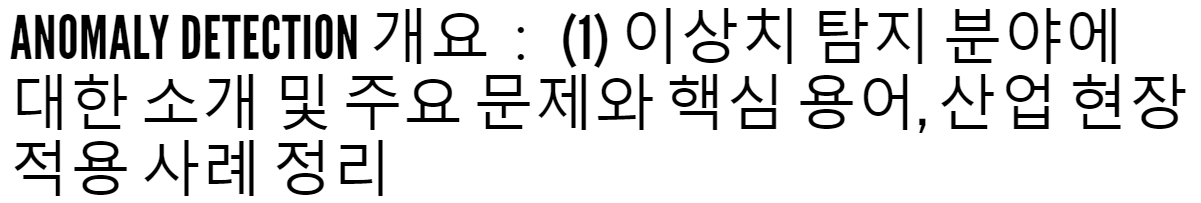 ANOMALY DETECTION 개요 : (1) 이상치 탐지 분야에
대한 소개 및 주요 문제와 핵심 용어, 산업 현장
적용 사례 정리